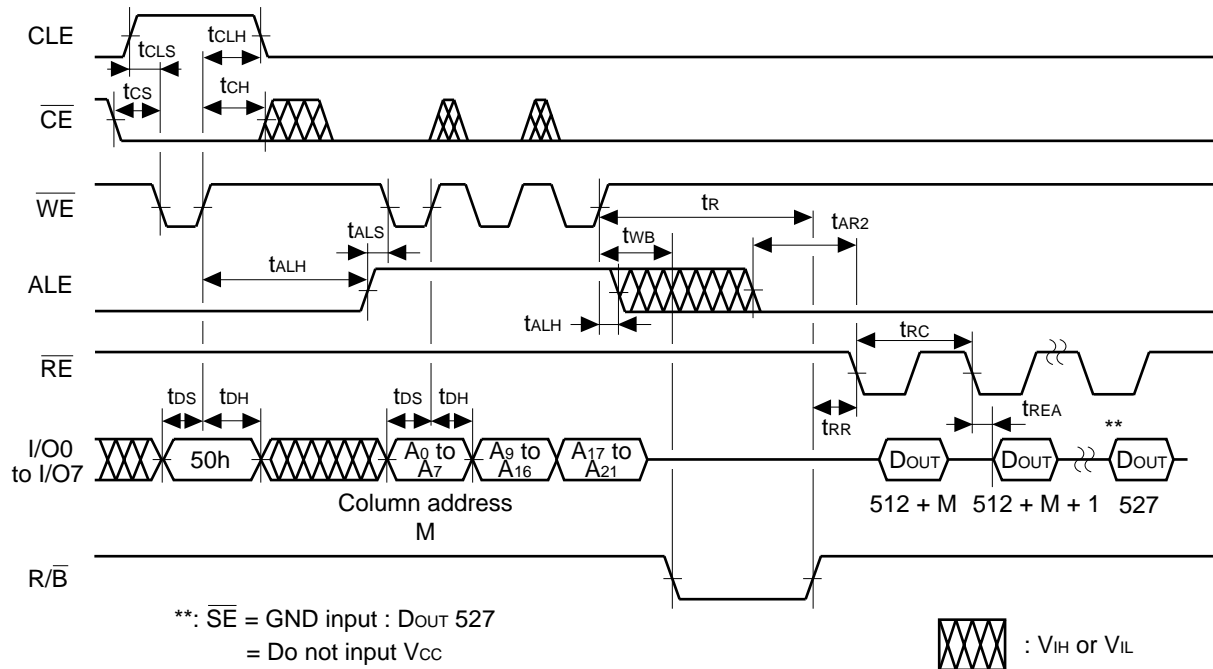 CLE
tCLS
tCLH
tCS
tCH
CE
WE
tR
tALS
tWB
tAR2
tALH
ALE
tALH
tRC
RE
tDS
tDH
tDS
tDH
tRR
tREA
**
I/O0
to I/O7
50h
A0 to
A7
A9 to
A16
A17 to
A21
DOUT
DOUT
DOUT
Column address
M
512 + M
512 + M + 1
527
R/B
**: SE = GND input : DOUT 527
= Do not input VCC
: VIH or VIL